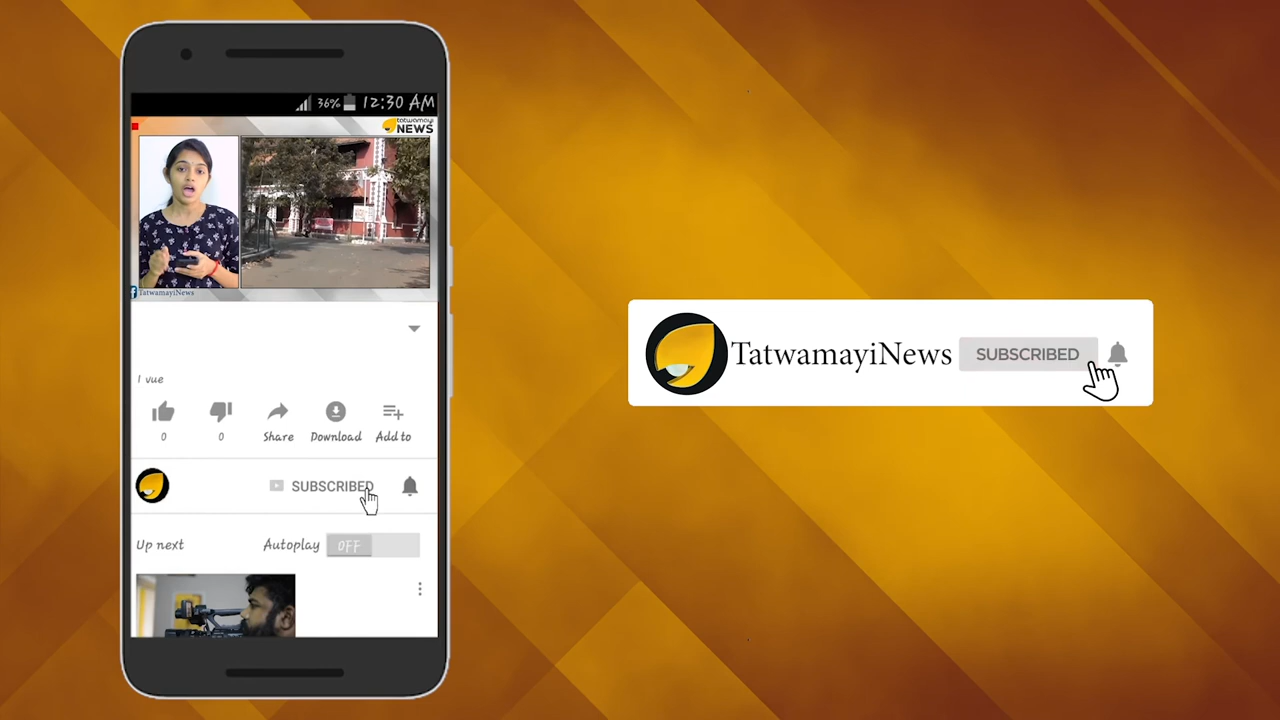 36% 12:30 AM
tatwamayi
NEWS
TatwamayiNews
1 vue
0 0 Share Download Add to
SUBSCRIBED
Up next Autoplay OFF
TatwamayiNews SUBSCRIBED